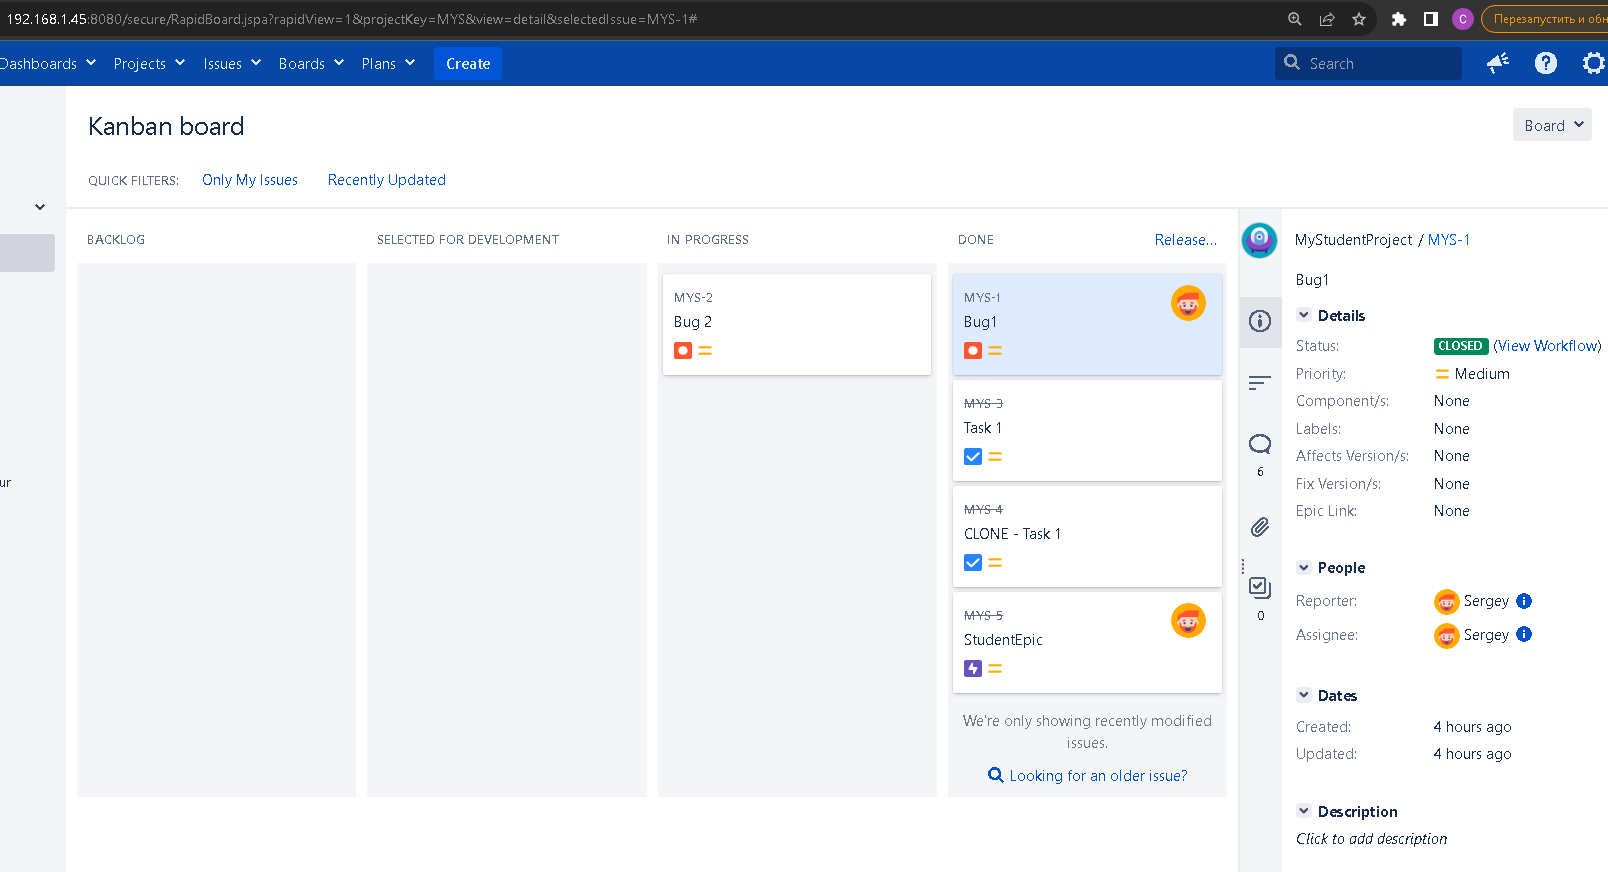 192.168.1.45:8080/secure/RapidBoard.jspa?rapidView=1&projectKey=MYS&view=detail&selectedIssue=MYS-1#
C
Перезапустить и обн
Dashboards Projects Issues Boards Plans Create
Search
Kanban board
Board
QUICK FILTERS: Only My Issues Recently Updated
ur
BACKLOG
SELECTED FOR DEVELOPMENT
IN PROGRESS
MYS-2
Bug 2
DONE Release...
MYS-1
Bug1
MYS-3
Task 1
MYS-4
CLONE - Task 1
MYS-5
StudentEpic
We're only showing recently modified
issues.
Looking for an older issue?
6
0
MyStudentProject / MYS-1
Bug1
Details
Status: CLOSED (View Workflow)
Priority: Medium
Component/s: None
Labels: None
Affects Version/s: None
Fix Version/s: None
Epic Link: None
People
Reporter: Sergey
Assignee: Sergey
Dates
Created: 4 hours ago
Updated: 4 hours ago
Description
Click to add description